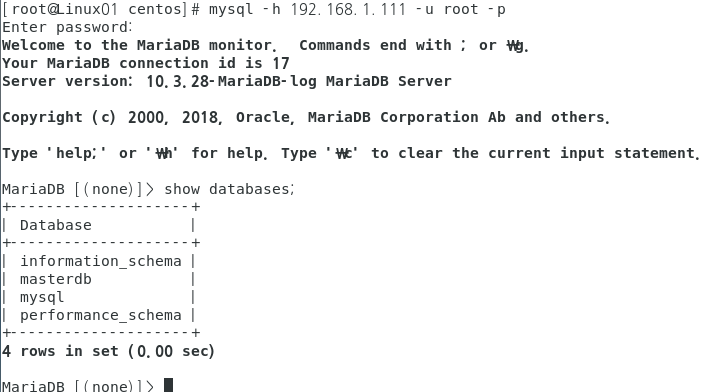 [root@Linux01 centos]# mysql -h 192.168.1.111 -u root -p
Enter password:
Welcome to the MariaDB monitor.  Commands end with ; or ₩g.
Your MariaDB connection id is 17
Server version: 10.3.28-MariaDB-log MariaDB Server

Copyright (c) 2000, 2018, Oracle, MariaDB Corporation Ab and others.

Type 'help;' or '₩h' for help. Type '₩c' to clear the current input statement.

MariaDB [(none)]> show databases;
+--------------------+
| Database           |
+--------------------+
| information_schema |
| masterdb           |
| mysql              |
| performance_schema |
+--------------------+
4 rows in set (0.00 sec)

MariaDB [(none)]>